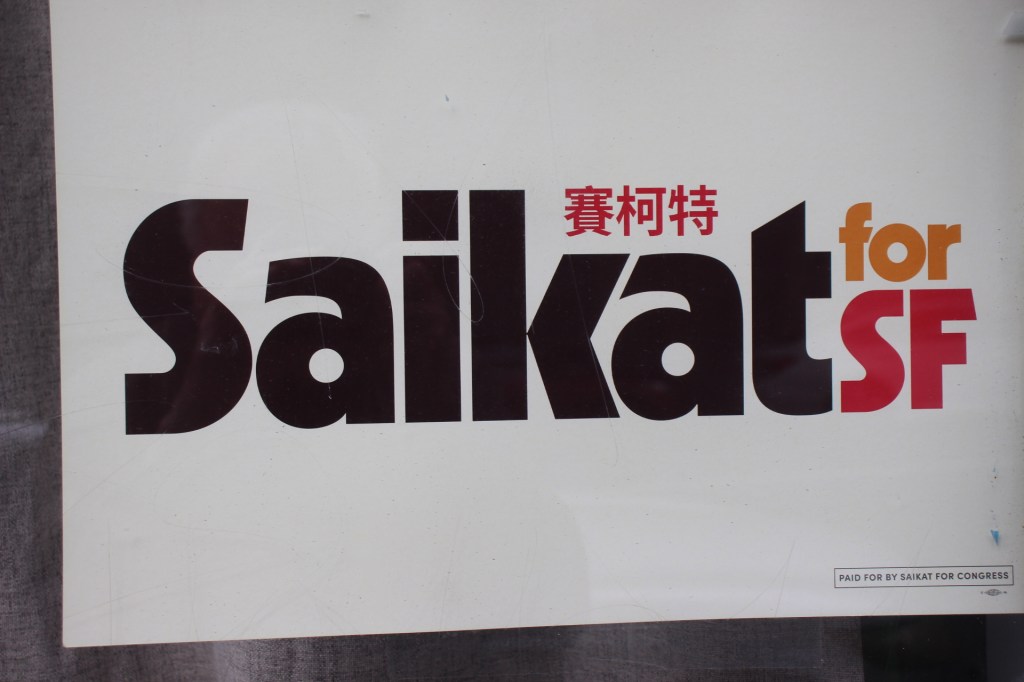 賽柯特
Saikat for
SF
PAID FOR BY SAIKAT FOR CONGRESS